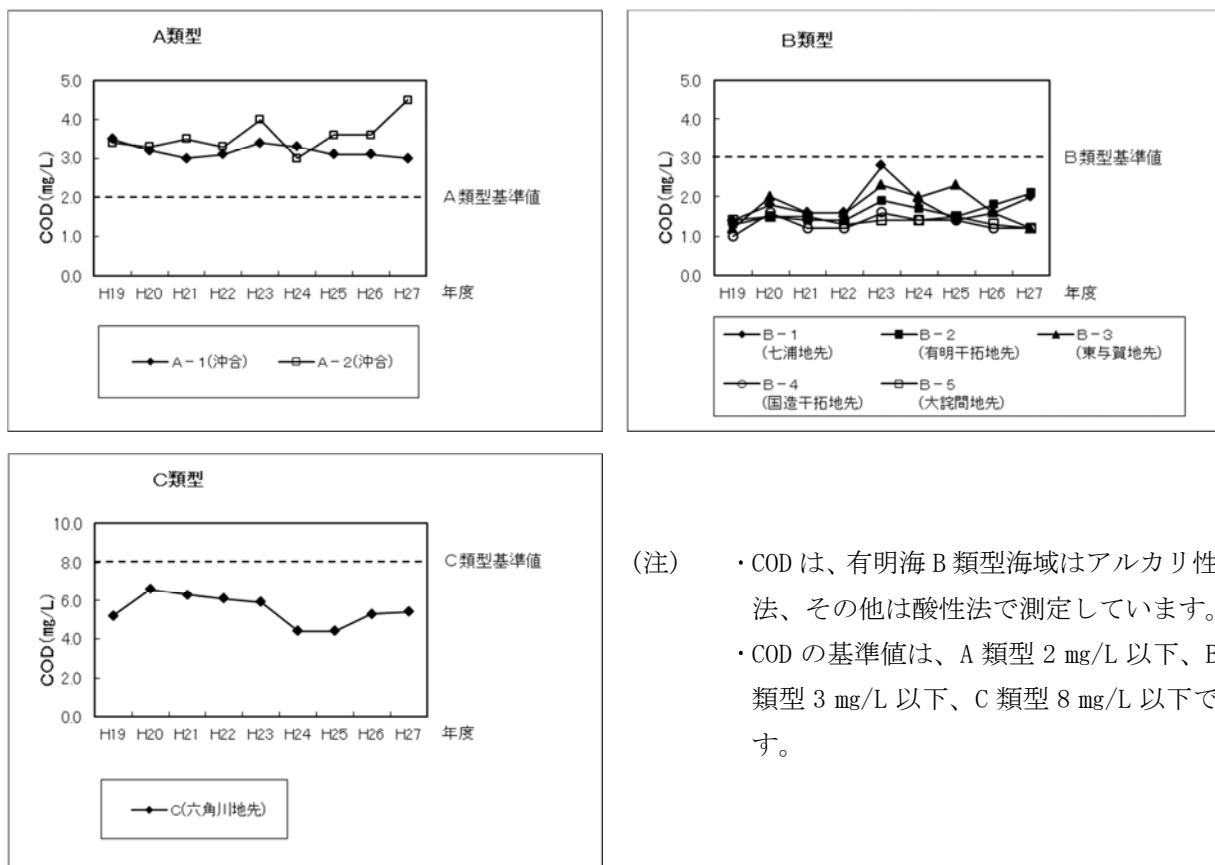 A類型
5.0
4.0
3.0
2.0
1.0
0.0
COD(㎎/L)
A類型基準値
H19 H20 H21 H22 H23 H24 H25 H26 H27 年度
A-1(沖合) A-2(沖合)
B類型
5.0
4.0
3.0
2.0
1.0
0.0
COD(㎎/L)
B類型基準値
H19 H20 H21 H22 H23 H24 H25 H26 H27 年度
B-1 B-2 B-3
(七浦地先) (有明干拓地先) (東与賀地先)
B-4 B-5
(国造干拓地先) (大詫間地先)
C類型
10.0
8.0
6.0
4.0
2.0
0.0
COD(㎎/L)
C類型基準値
H19 H20 H21 H22 H23 H24 H25 H26 H27 年度
C(六角川地先)
(注) ・COD は、有明海 B 類型海域はアルカリ性
法、その他は酸性法で測定しています。
・COD の基準値は、A 類型 2 ㎎/L 以下、B
類型 3 ㎎/L 以下、C 類型 8 ㎎/L 以下で
す。